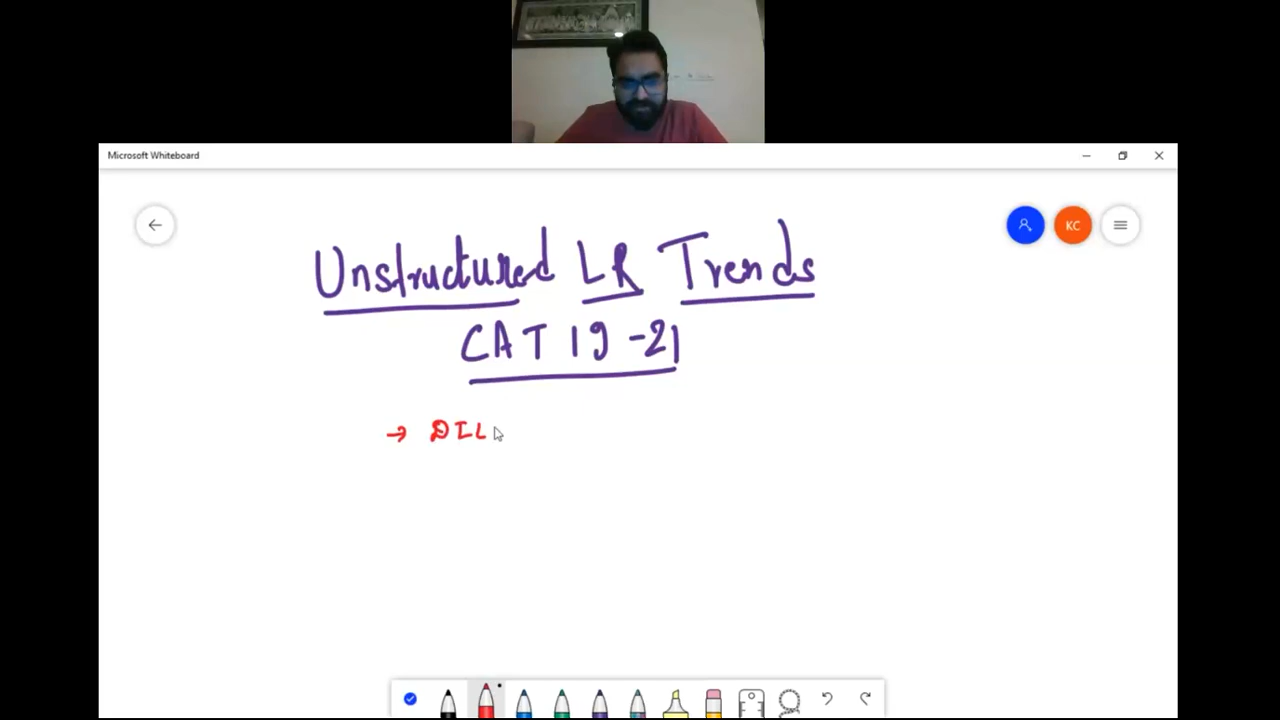 Microsoft Whiteboard
KC
Unstructured LR Trends
CAT 19-21
→ DIL